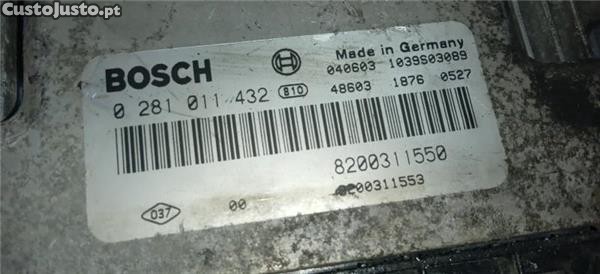 CustoJusto.pt
BOSCH
Made in Germany
040603 1039S03089
0 281 011 432 810 48603 1876 0527
8200311550
00311553
037 00